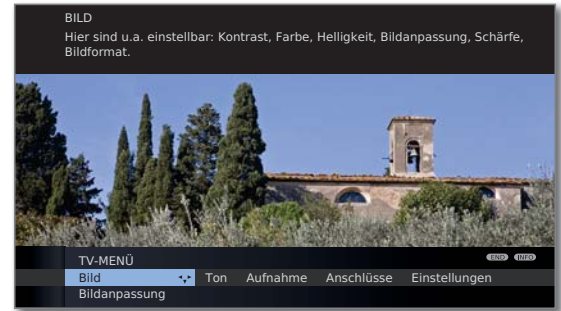 BILD
Hier sind u.a. einstellbar: Kontrast, Farbe, Helligkeit, Bildanpassung, Schärfe,
Bildformat.
TV-MENÜ END INFO
Bild Ton Aufnahme Anschlüsse Einstellungen
Bildanpassung